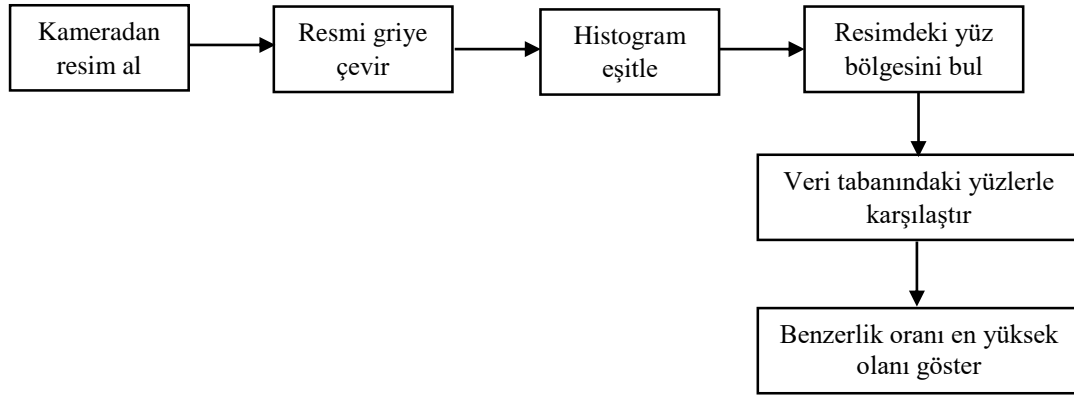 Kameradan
resim al
Resmi griye
çevir
Histogram
eşitle
Resimdeki yüz
bölgesini bul
Veri tabanındaki yüzlerle
karşılaştır
Benzerlik oranı en yüksek
olanı göster